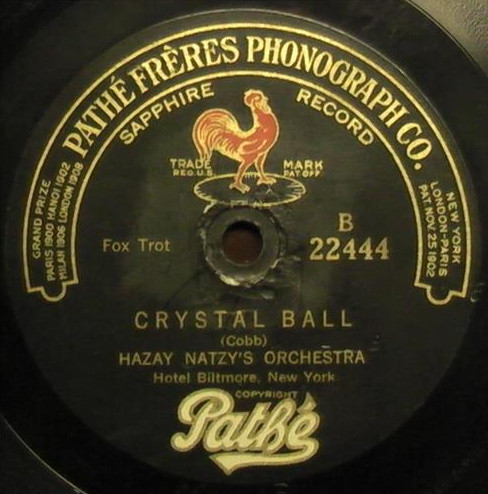 PATHÉ FRÈRES PHONOGRAPH CO.
SAPPHIRE RECORD
GRAND PRIZE
PARIS 1900 HANOI 1902
MILAN 1906 LONDON 1908
TRADE MARK
REG. U.S. PAT. OFF.
NEW YORK
LONDON-PARIS
PAT. NOV. 25 1902
Fox Trot
B
22444
CRYSTAL BALL
(Cobb)
HAZAY NATZY'S ORCHESTRA
Hotel Biltmore, New York
COPYRIGHT
Pathé